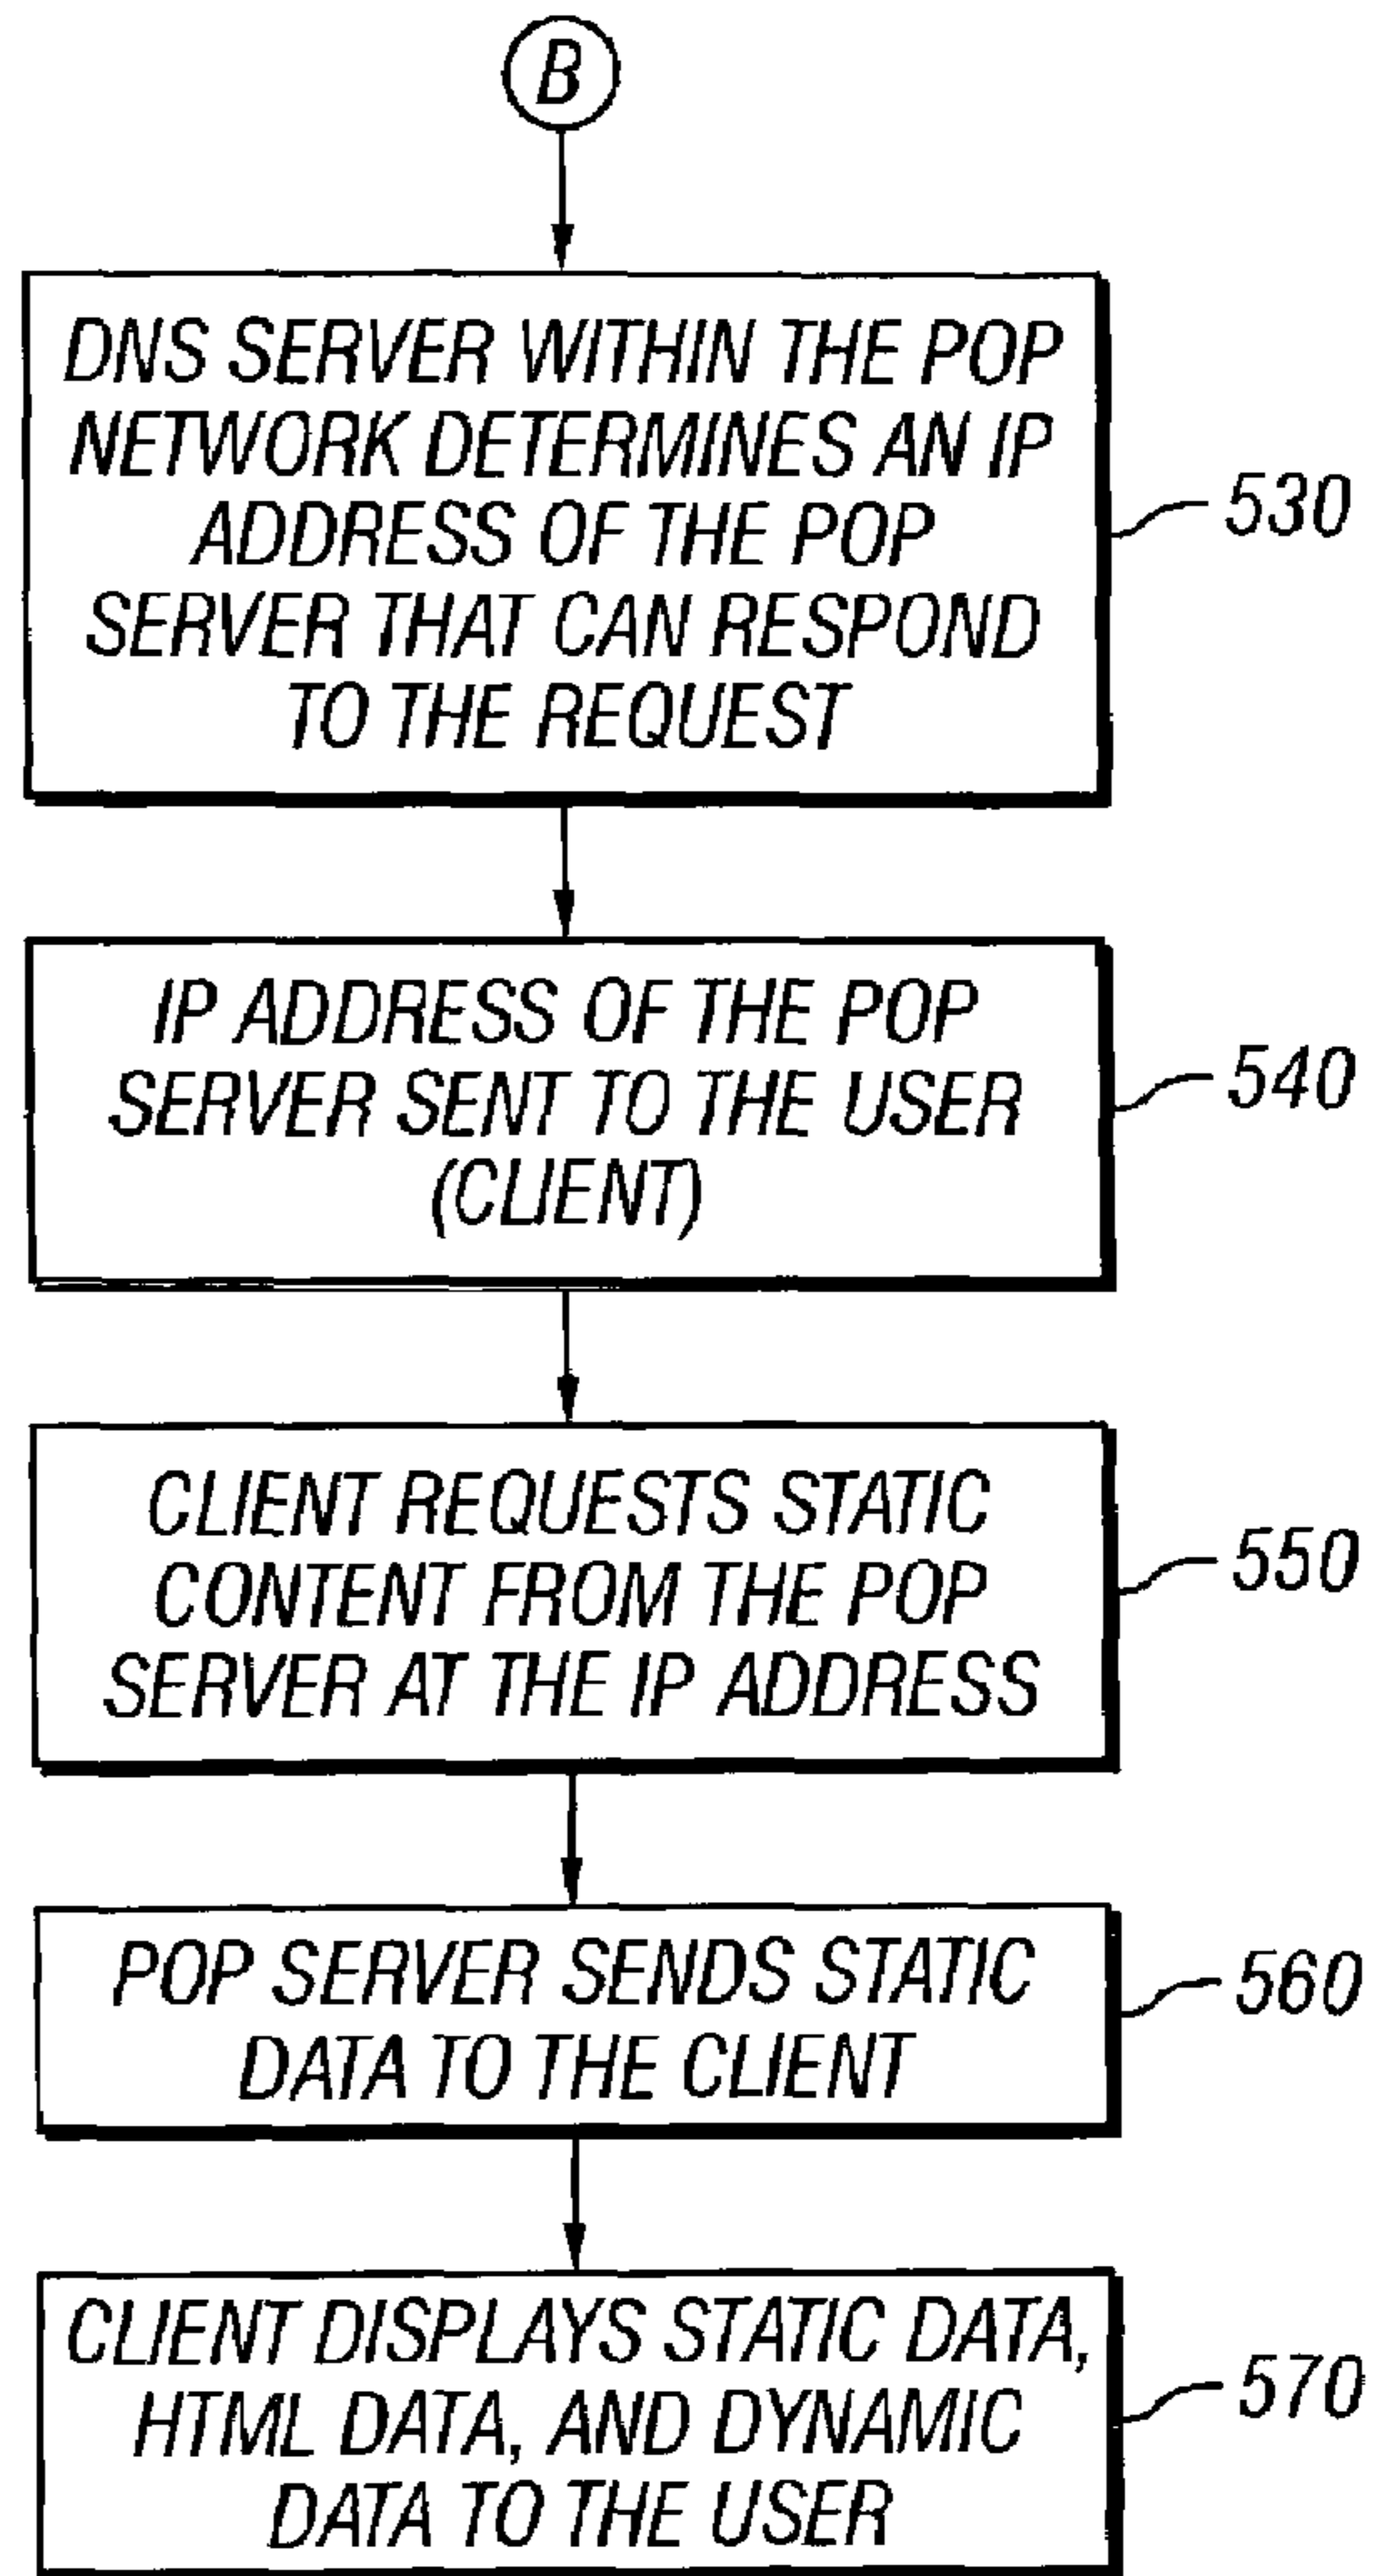 B
DNS SERVER WITHIN THE POP
NETWORK DETERMINES AN IP
ADDRESS OF THE POP
SERVER THAT CAN RESPOND
TO THE REQUEST
530
IP ADDRESS OF THE POP
SERVER SENT TO THE USER
(CLIENT)
540
CLIENT REQUESTS STATIC
CONTENT FROM THE POP
SERVER AT THE IP ADDRESS
550
POP SERVER SENDS STATIC
DATA TO THE CLIENT
560
CLIENT DISPLAYS STATIC DATA,
HTML DATA, AND DYNAMIC
DATA TO THE USER
570